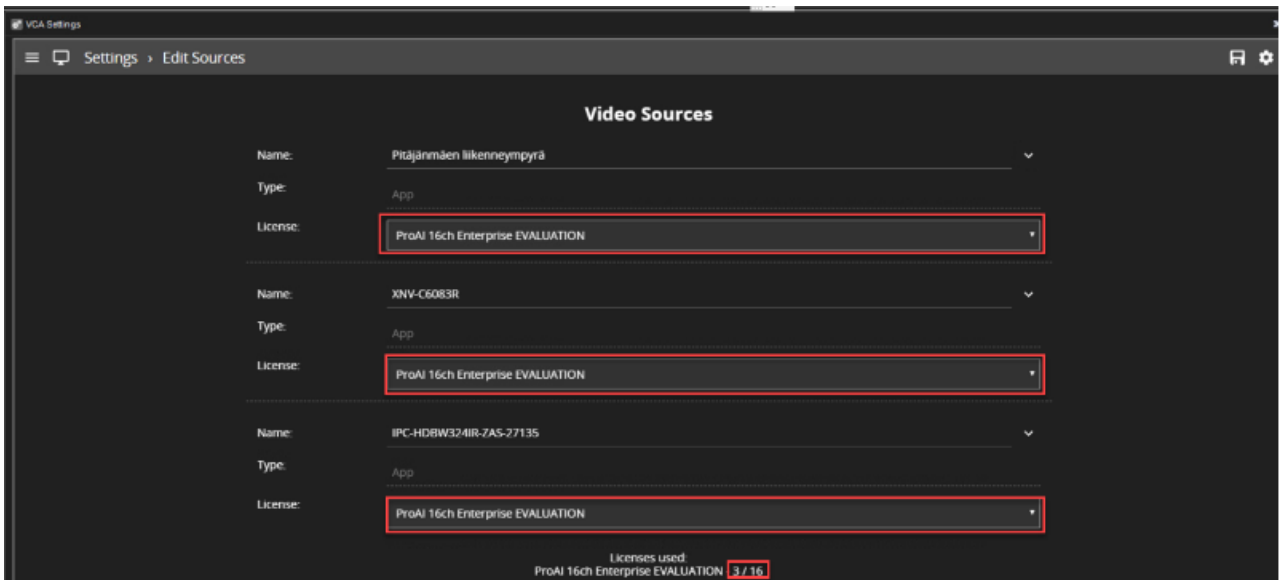 VCA Settings
Settings › Edit Sources
Video Sources
Name: Pitäjänmäen liikenneympyrä
Type: App
License: ProAI 16ch Enterprise EVALUATION
Name: XNV-C6083R
Type: App
License: ProAI 16ch Enterprise EVALUATION
Name: IPC-HDBW324IR-ZAS-27135
Type: App
License: ProAI 16ch Enterprise EVALUATION
Licenses used:
ProAI 16ch Enterprise EVALUATION 3 / 16